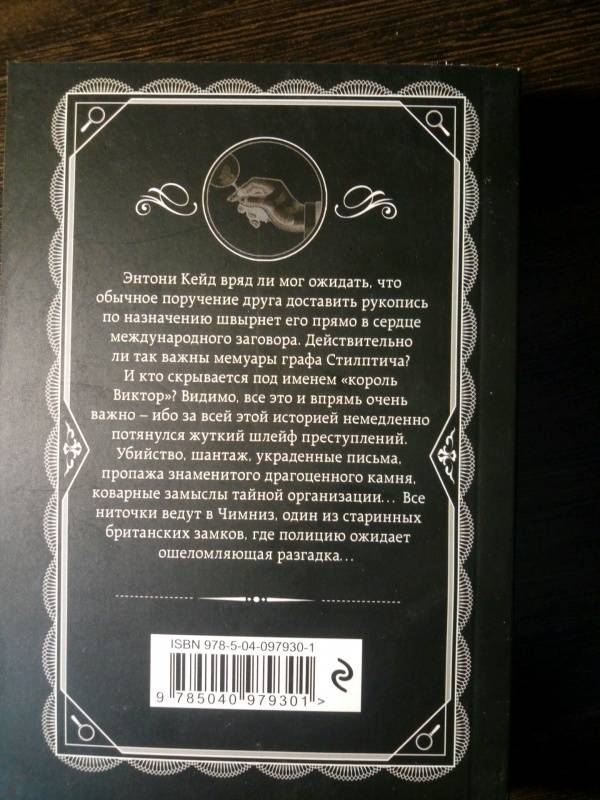 Энтони Кейд вряд ли мог ожидать, что
обычное поручение друга доставить рукопись
по назначению швырнет его прямо в сердце
международного заговора. Действительно
ли так важны мемуары графа Стилптича?
И кто скрывается под именем «король
Виктор»? Видимо, все это и впрямь очень
важно – ибо за всей этой историей немедленно
потянулся жуткий шлейф преступлений.
Убийство, шантаж, украденные письма,
пропажа знаменитого драгоценного камня,
коварные замыслы тайной организации... Все
ниточки ведут в Чимниз, один из старинных
британских замков, где полицию ожидает
ошеломляющая разгадка...
ISBN 978-5-04-097930-1
9 785040 979301 >